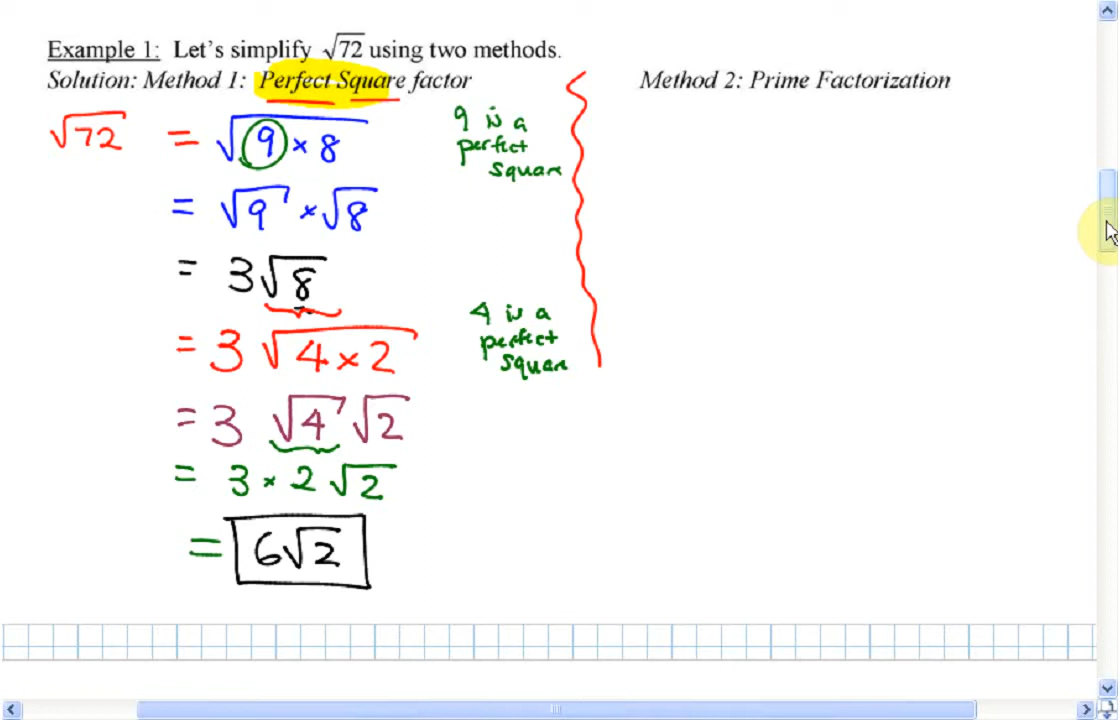 Example 1: Let's simplify √72 using two methods.
Solution: Method 1: Perfect Square factor
Method 2: Prime Factorization
√72 = √9 × 8
9 is a
perfect
square
= √9 × √8
= 3√8
= 3 √4 × 2
4 is a
perfect
square
= 3 √4 √2
= 3 × 2 √2
= 6√2